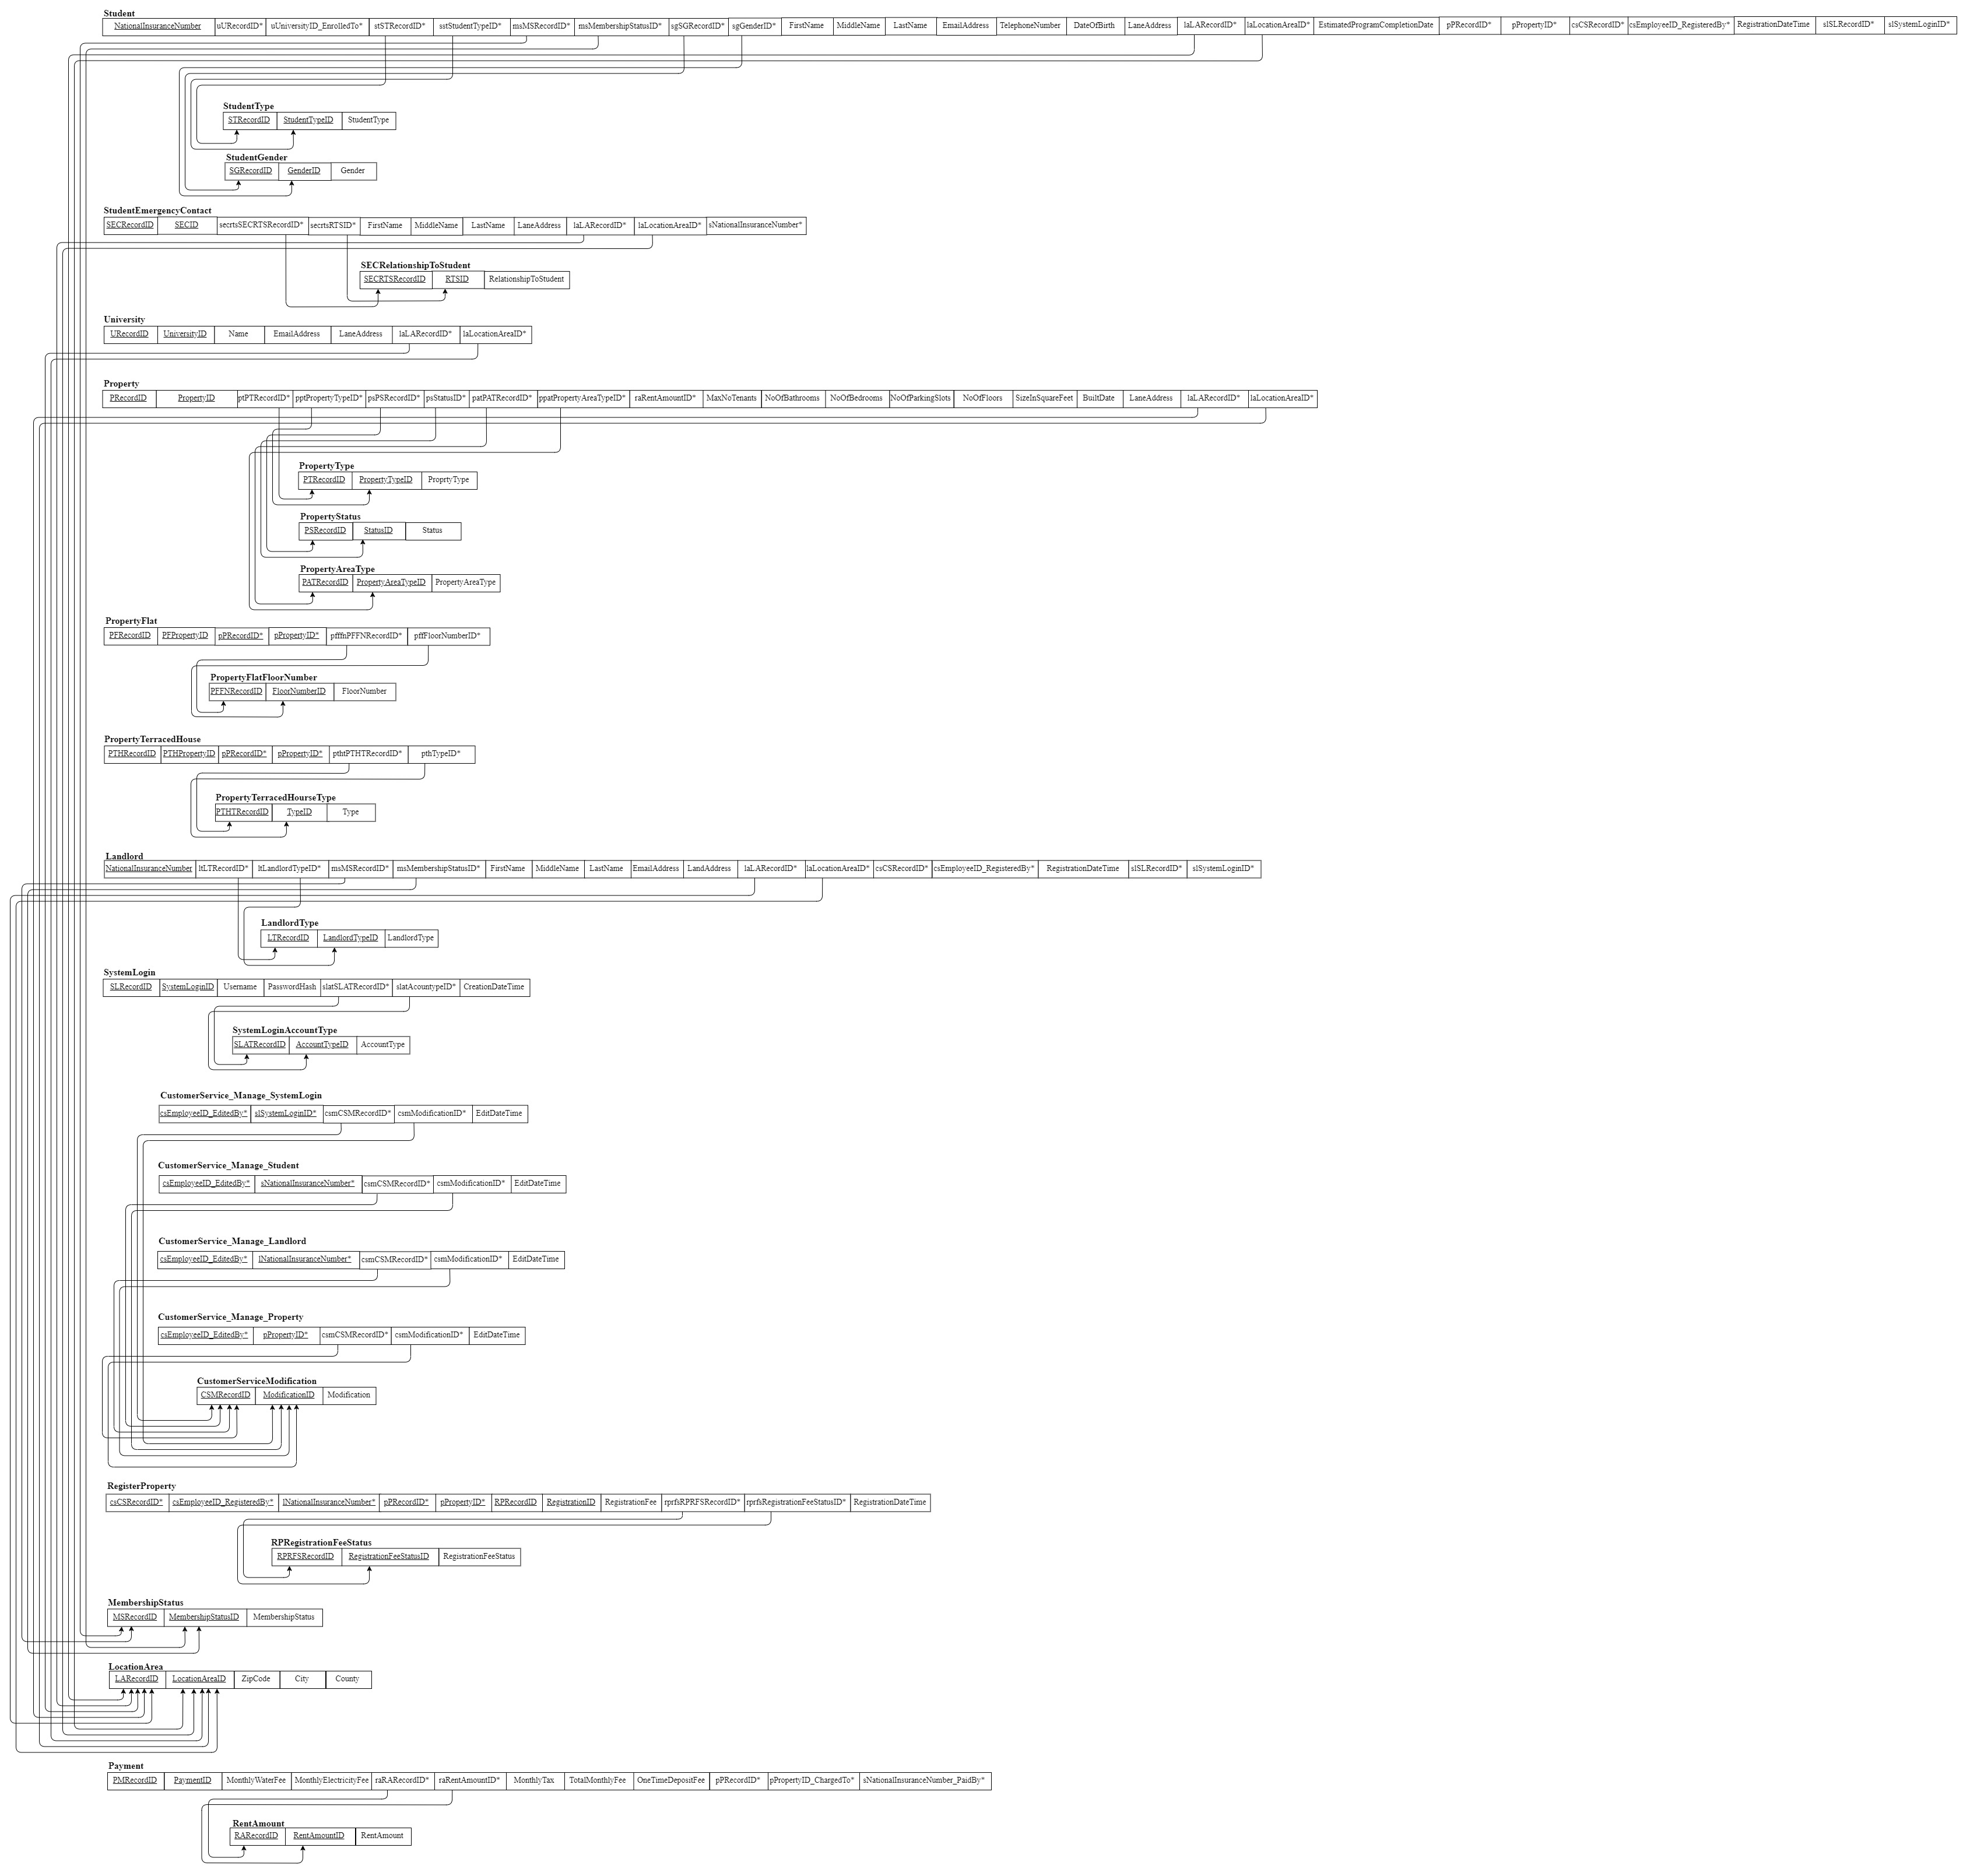 Student
NationalInsuranceNumber uURecordID* uUniversityID_EnrolledTo* stSTRecordID* sstStudentTypeID* msMSRecordID* msMembershipStatusID* sgSGRecordID* sgGenderID* FirstName MiddleName LastName EmailAddress TelephoneNumber DateOfBirth LaneAddress laLARecordID* laLocationAreaID* EstimatedProgramCompletionDate pPRecordID* pPropertyID* csCSRecordID* csEmployeeID_RegisteredBy* RegistrationDateTime slSLRecordID* slSystemLoginID*
StudentType
STRecordID StudentTypeID StudentType
StudentGender
SGRecordID GenderID Gender
StudentEmergencyContact
SECRecordID SECID secrtsSECRTSRecordID* secrtsRTSID* FirstName MiddleName LastName LaneAddress laLARecordID* laLocationAreaID* sNationalInsuranceNumber*
SECRelationshipToStudent
SECRTSRecordID RTSID RelationshipToStudent
University
URecordID UniversityID Name EmailAddress LaneAddress laLARecordID* laLocationAreaID*
Property
PRecordID PropertyID ptPTRecordID* pptPropertyTypeID* psPSRecordID* psStatusID* patPATRecordID* ppatPropertyAreaTypeID* raRentAmountID* MaxNoTenants NoOfBathrooms NoOfBedrooms NoOfParkingSlots NoOfFloors SizeInSquareFeet BuiltDate LaneAddress laLARecordID* laLocationAreaID*
PropertyType
PTRecordID PropertyTypeID ProprtyType
PropertyStatus
PSRecordID StatusID Status
PropertyAreaType
PATRecordID PropertyAreaTypeID PropertyAreaType
PropertyFlat
PFRecordID PFPropertyID pPRecordID* pPropertyID* pfffnPFFNRecordID* pffFloorNumberID*
PropertyFlatFloorNumber
PFFNRecordID FloorNumberID FloorNumber
PropertyTerracedHouse
PTHRecordID PTHPropertyID pPRecordID* pPropertyID* pthtPTHTRecordID* pthTypeID*
PropertyTerracedHourseType
PTHTRecordID TypeID Type
Landlord
NationalInsuranceNumber ltLTRecordID* ltLandlordTypeID* msMSRecordID* msMembershipStatusID* FirstName MiddleName LastName EmailAddress LandAddress laLARecordID* laLocationAreaID* csCSRecordID* csEmployeeID_RegisteredBy* RegistrationDateTime slSLRecordID* slSystemLoginID*
LandlordType
LTRecordID LandlordTypeID LandlordType
SystemLogin
SLRecordID SystemLoginID Username PasswordHash slatSLATRecordID* slatAcountypeID* CreationDateTime
SystemLoginAccountType
SLATRecordID AccountTypeID AccountType
CustomerService_Manage_SystemLogin
csEmployeeID_EditedBy* slSystemLoginID* csmCSMRecordID* csmModificationID* EditDateTime
CustomerService_Manage_Student
csEmployeeID_EditedBy* sNationalInsuranceNumber* csmCSMRecordID* csmModificationID* EditDateTime
CustomerService_Manage_Landlord
csEmployeeID_EditedBy* lNationalInsuranceNumber* csmCSMRecordID* csmModificationID* EditDateTime
CustomerService_Manage_Property
csEmployeeID_EditedBy* pPropertyID* csmCSMRecordID* csmModificationID* EditDateTime
CustomerServiceModification
CSMRecordID ModificationID Modification
RegisterProperty
csCSRecordID* csEmployeeID_RegisteredBy* lNationalInsuranceNumber* pPRecordID* pPropertyID* RPRecordID RegistrationID RegistrationFee rprfsRPRFSRecordID* rprfsRegistrationFeeStatusID* RegistrationDateTime
RPRegistrationFeeStatus
RPRFSRecordID RegistrationFeeStatusID RegistrationFeeStatus
MembershipStatus
MSRecordID MembershipStatusID MembershipStatus
LocationArea
LARecordID LocationAreaID ZipCode City County
Payment
PMRecordID PaymentID MonthlyWaterFee MonthlyElectricityFee raRARecordID* raRentAmountID* MonthlyTax TotalMonthlyFee OneTimeDepositFee pPRecordID* pPropertyID_ChargedTo* sNationalInsuranceNumber_PaidBy*
RentAmount
RARecordID RentAmountID RentAmount